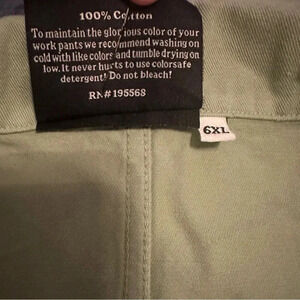 100% Cotton
To maintain the glorious color of your
work pants we recommend washing on
cold with like colors and tumble drying on
low. It never hurts to use colorsafe
detergent! Do not bleach!
RN#195568
6XL